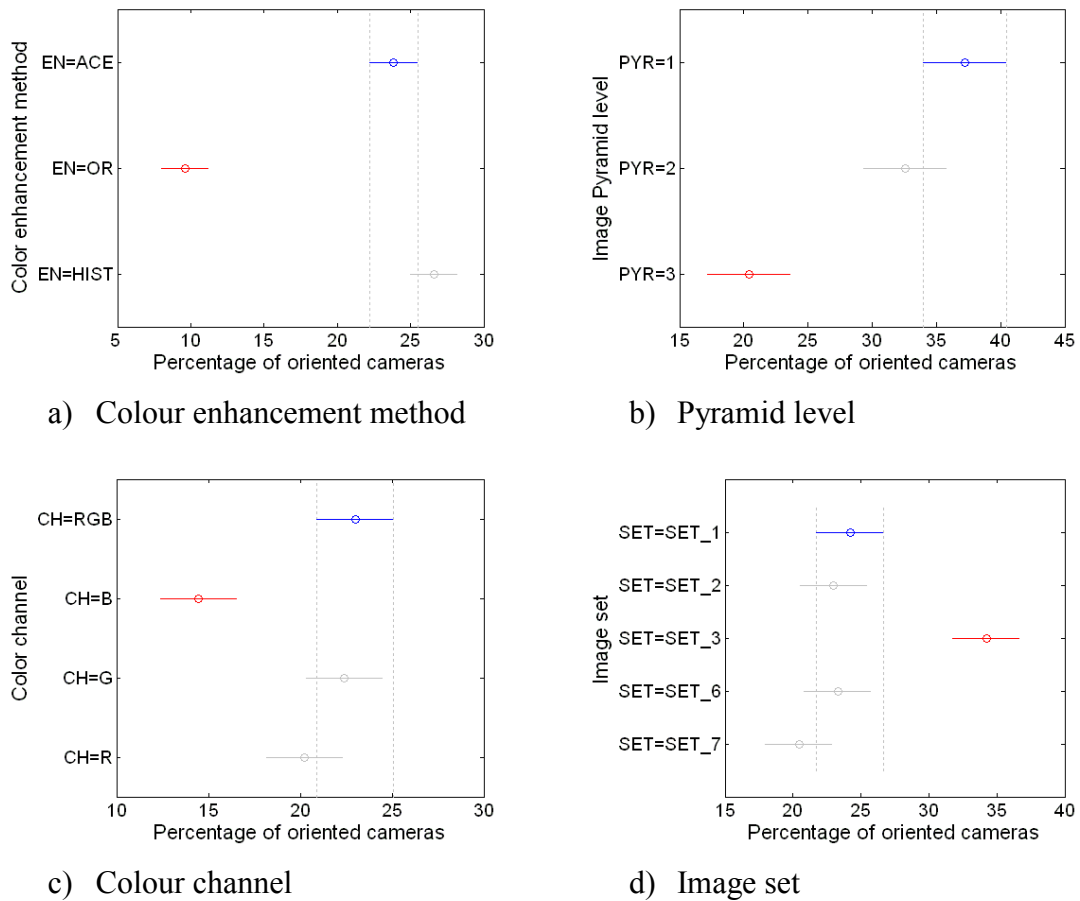 Color enhancement method
EN=ACE
EN=OR
EN=HIST
5 10 15 20 25 30
Percentage of oriented cameras
a) Colour enhancement method
Image Pyramid level
PYR=1
PYR=2
PYR=3
15 20 25 30 35 40 45
Percentage of oriented cameras
b) Pyramid level
Color channel
CH=RGB
CH=B
CH=G
CH=R
10 15 20 25 30
Percentage of oriented cameras
c) Colour channel
Image set
SET=SET_1
SET=SET_2
SET=SET_3
SET=SET_6
SET=SET_7
15 20 25 30 35 40
Percentage of oriented cameras
d) Image set